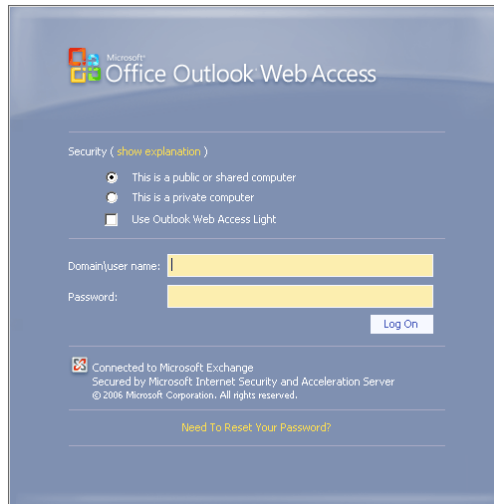 Microsoft®
Office Outlook Web Access
Security ( show explanation )
This is a public or shared computer
This is a private computer
Use Outlook Web Access Light
Domain\user name:
Password:
Log On
Connected to Microsoft Exchange
Secured by Microsoft Internet Security and Acceleration Server
© 2006 Microsoft Corporation. All rights reserved.
Need To Reset Your Password?